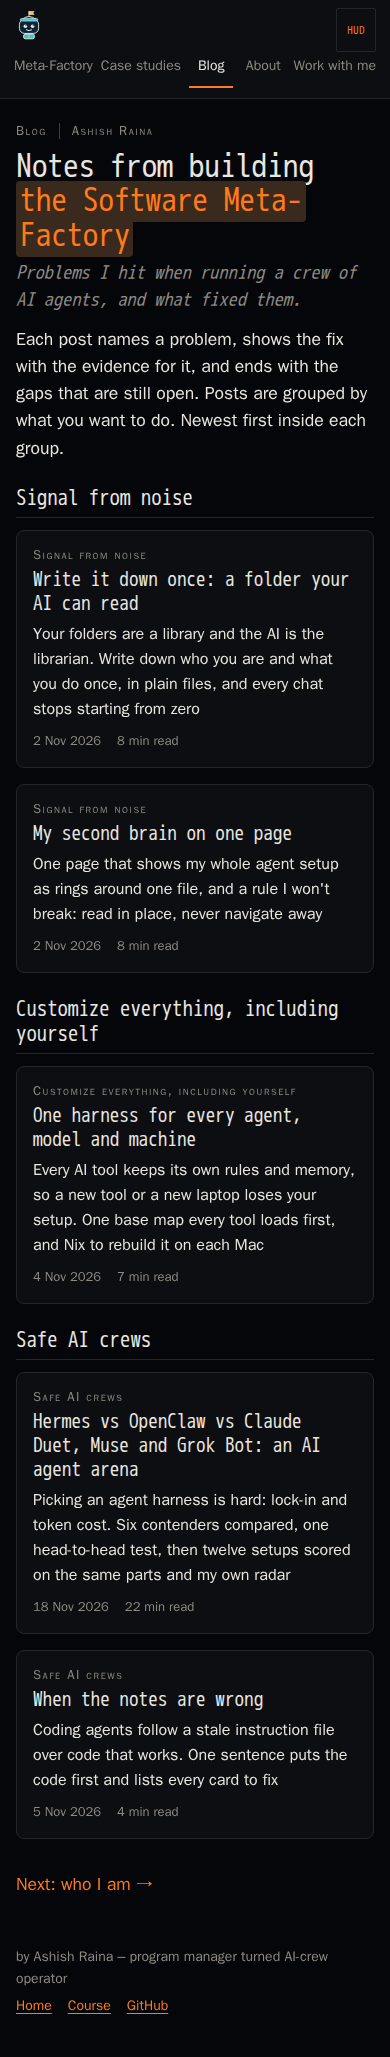 HUD
Meta-Factory Case studies Blog About Work with me
Blog Ashish Raina
Notes from building
the Software Meta-
Factory
Problems I hit when running a crew of
AI agents, and what fixed them.
Each post names a problem, shows the fix
with the evidence for it, and ends with the
gaps that are still open. Posts are grouped by
what you want to do. Newest first inside each
group.
Signal from noise
Signal from noise
Write it down once: a folder your
AI can read
Your folders are a library and the AI is the
librarian. Write down who you are and what
you do once, in plain files, and every chat
stops starting from zero
2 Nov 2026 8 min read
Signal from noise
My second brain on one page
One page that shows my whole agent setup
as rings around one file, and a rule I won't
break: read in place, never navigate away
2 Nov 2026 8 min read
Customize everything, including
yourself
Customize everything, including yourself
One harness for every agent,
model and machine
Every AI tool keeps its own rules and memory,
so a new tool or a new laptop loses your
setup. One base map every tool loads first,
and Nix to rebuild it on each Mac
4 Nov 2026 7 min read
Safe AI crews
Safe AI crews
Hermes vs OpenClaw vs Claude
Duet, Muse and Grok Bot: an AI
agent arena
Picking an agent harness is hard: lock-in and
token cost. Six contenders compared, one
head-to-head test, then twelve setups scored
on the same parts and my own radar
18 Nov 2026 22 min read
Safe AI crews
When the notes are wrong
Coding agents follow a stale instruction file
over code that works. One sentence puts the
code first and lists every card to fix
5 Nov 2026 4 min read
Next: who I am →
by Ashish Raina – program manager turned AI-crew
operator
Home Course GitHub